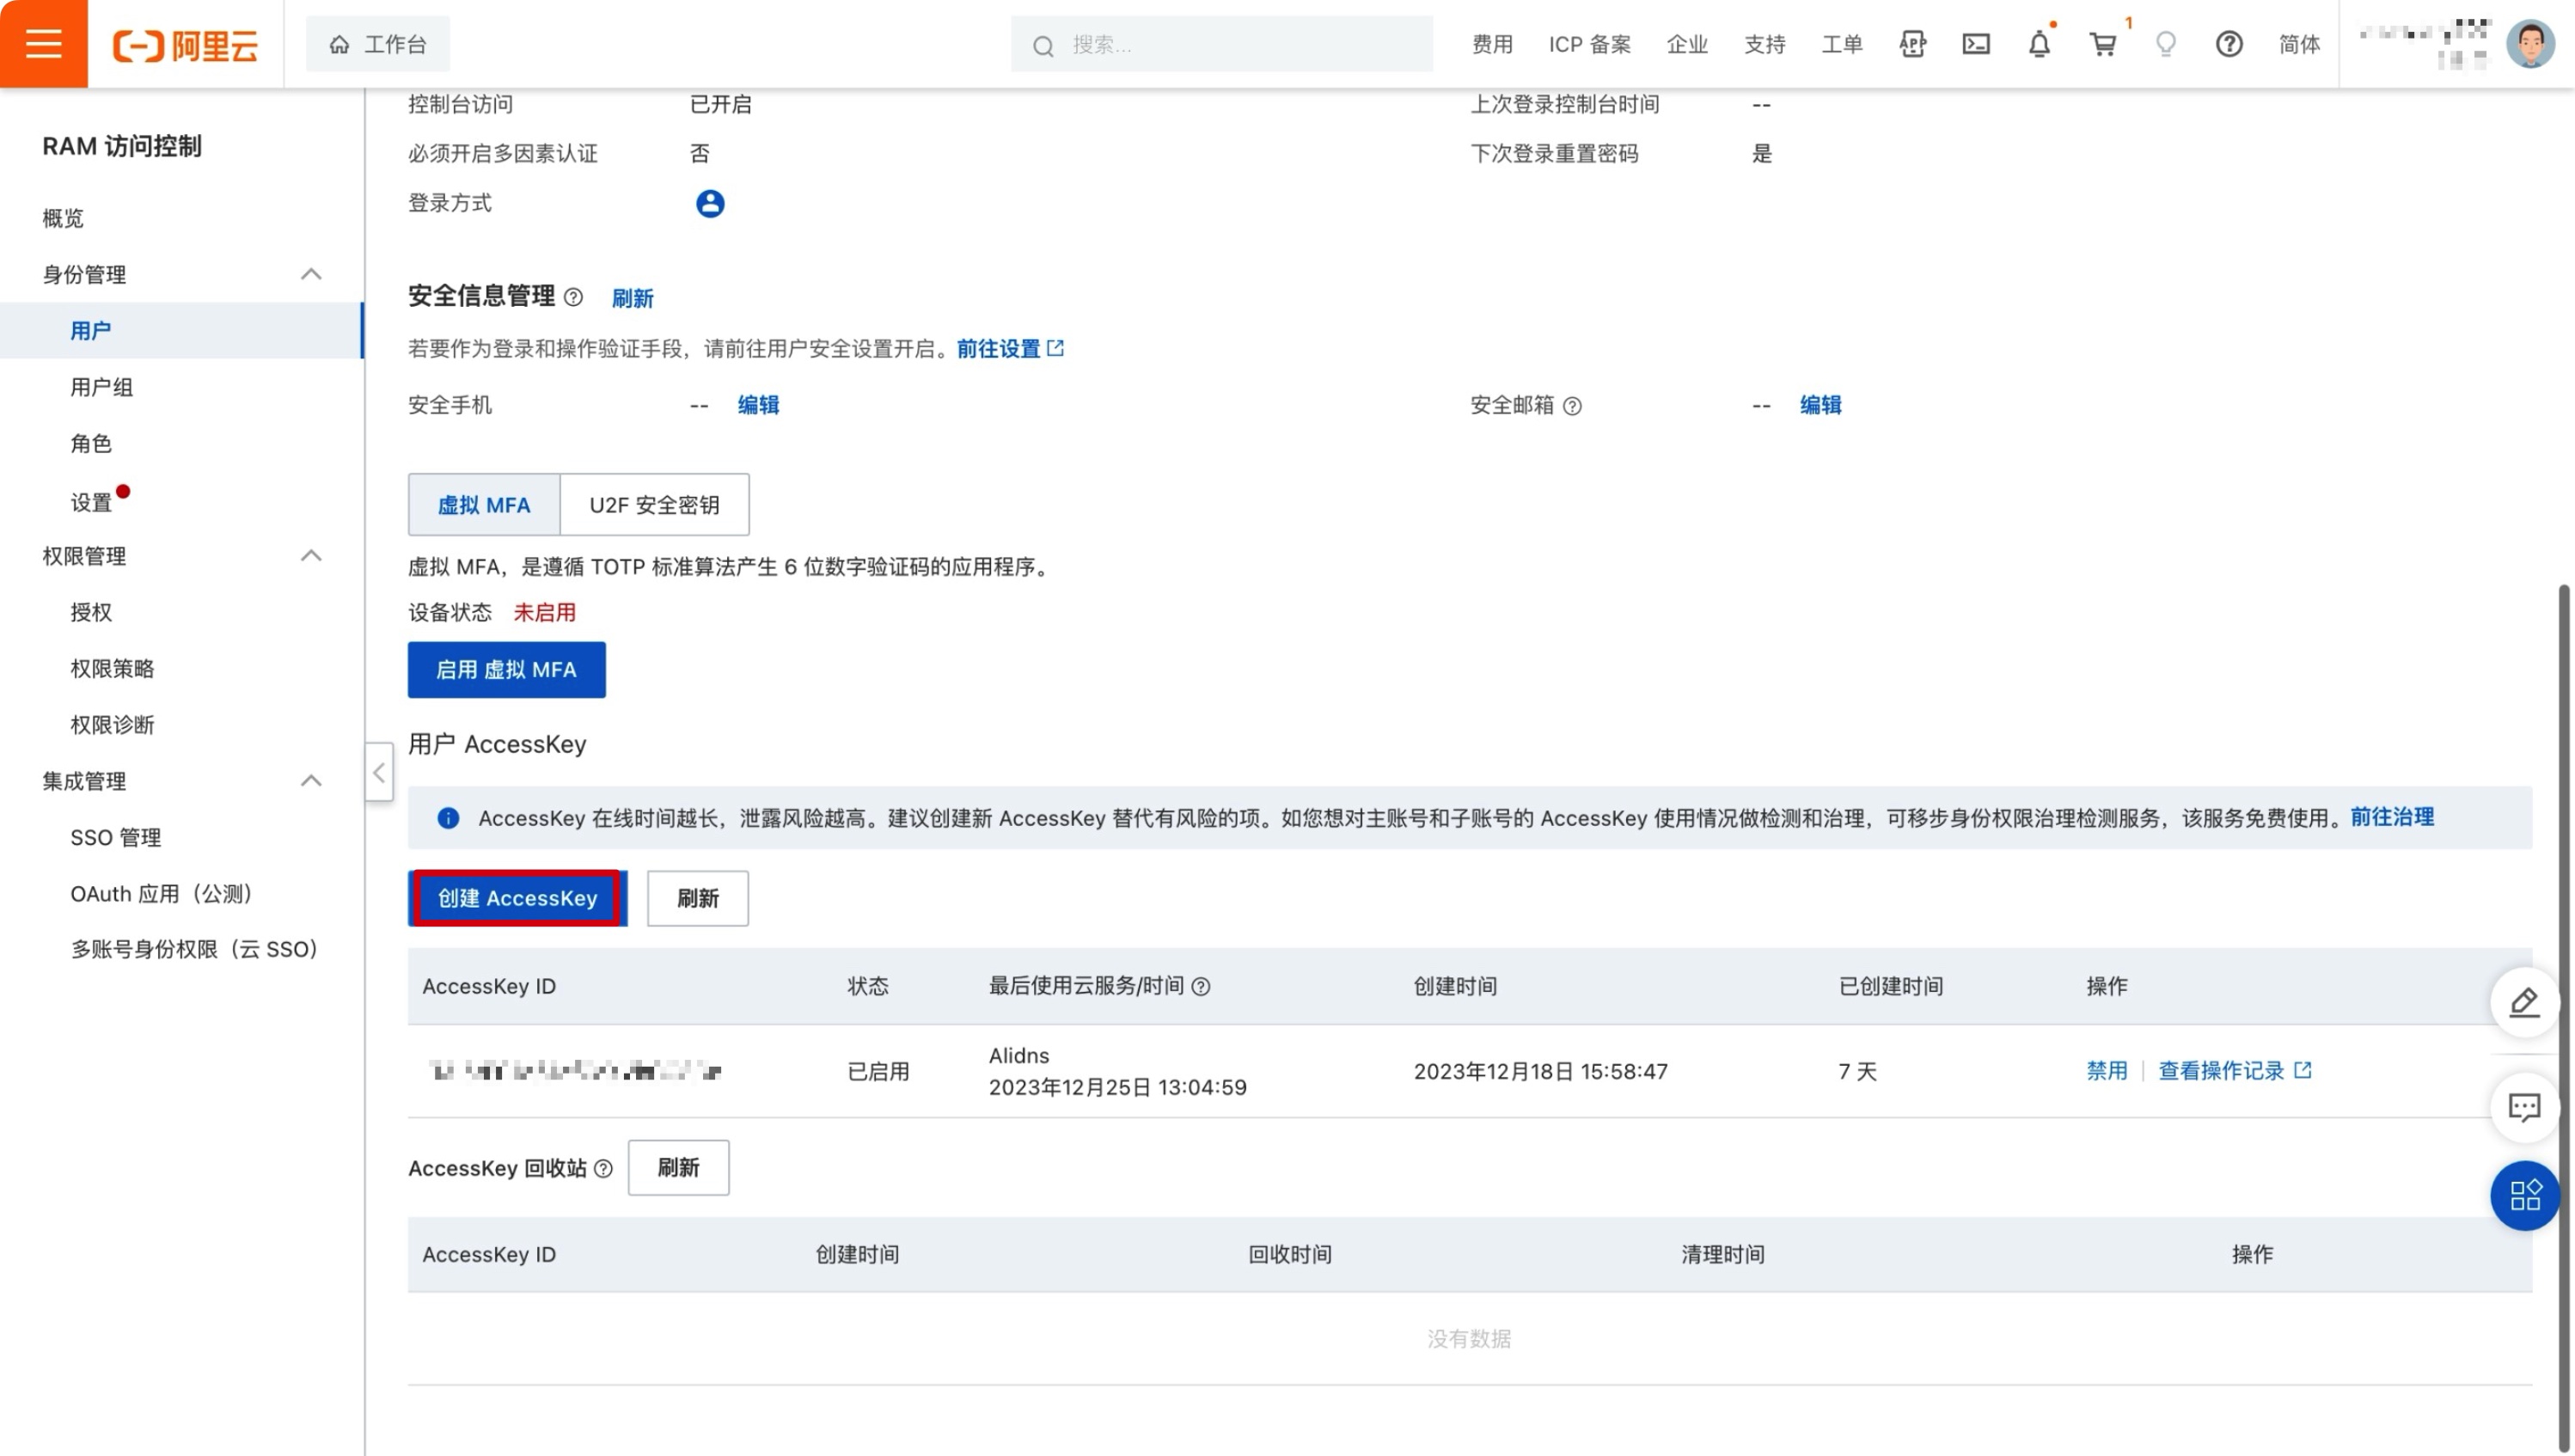 阿里云
工作台
搜索...
费用
ICP 备案
企业
支持
工单
APP
1
简体
RAM 访问控制
概览
身份管理
用户
用户组
角色
设置
权限管理
授权
权限策略
权限诊断
集成管理
SSO 管理
OAuth 应用（公测）
多账号身份权限（云 SSO）
控制台访问 已开启 上次登录控制台时间 --
必须开启多因素认证 否 下次登录重置密码 是
登录方式
安全信息管理 刷新
若要作为登录和操作验证手段，请前往用户安全设置开启。前往设置
安全手机 -- 编辑 安全邮箱 -- 编辑
虚拟 MFA U2F 安全密钥
虚拟 MFA，是遵循 TOTP 标准算法产生 6 位数字验证码的应用程序。
设备状态 未启用
启用 虚拟 MFA
用户 AccessKey
AccessKey 在线时间越长，泄露风险越高。建议创建新 AccessKey 替代有风险的项。如您想对主账号和子账号的 AccessKey 使用情况做检测和治理，可移步身份权限治理检测服务，该服务免费使用。前往治理
创建 AccessKey 刷新
AccessKey ID 状态 最后使用云服务/时间 创建时间 已创建时间 操作
已启用 Alidns
2023年12月25日 13:04:59 2023年12月18日 15:58:47 7 天 禁用 查看操作记录
AccessKey 回收站 刷新
AccessKey ID 创建时间 回收时间 清理时间 操作
没有数据